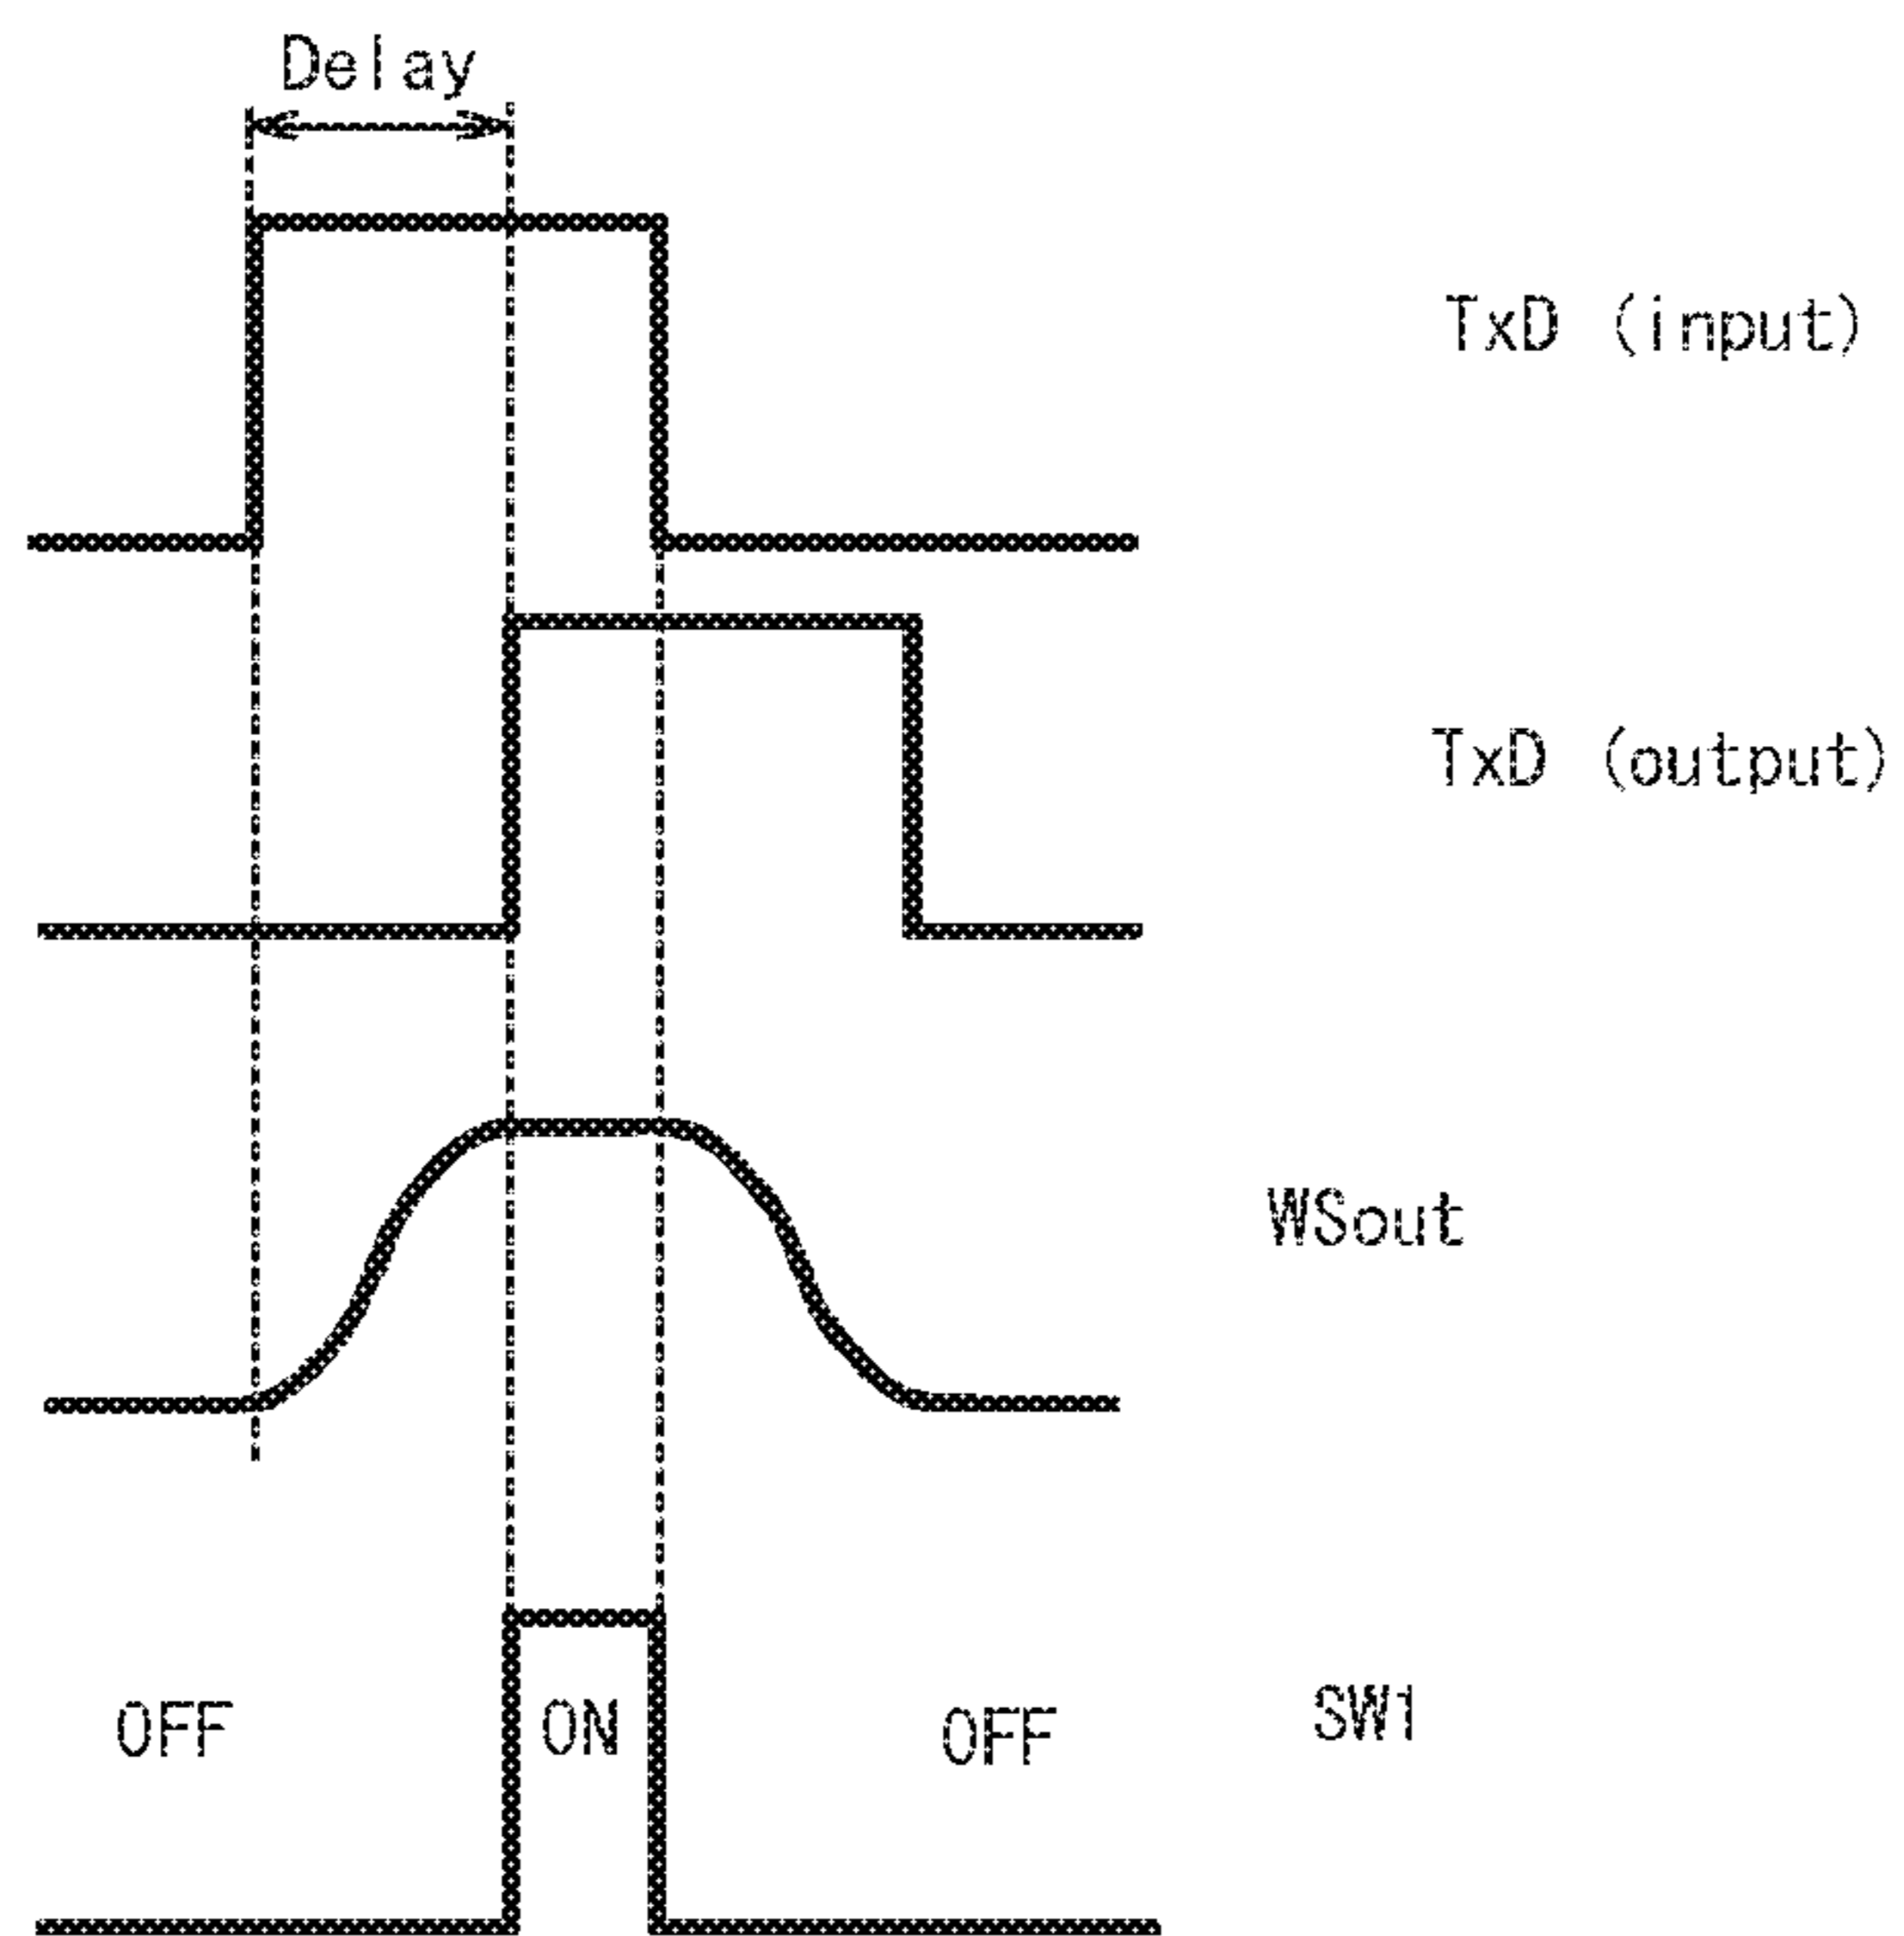 Delay
TxD (input)
TxD (output)
WSout
OFF
ON
OFF
SW1